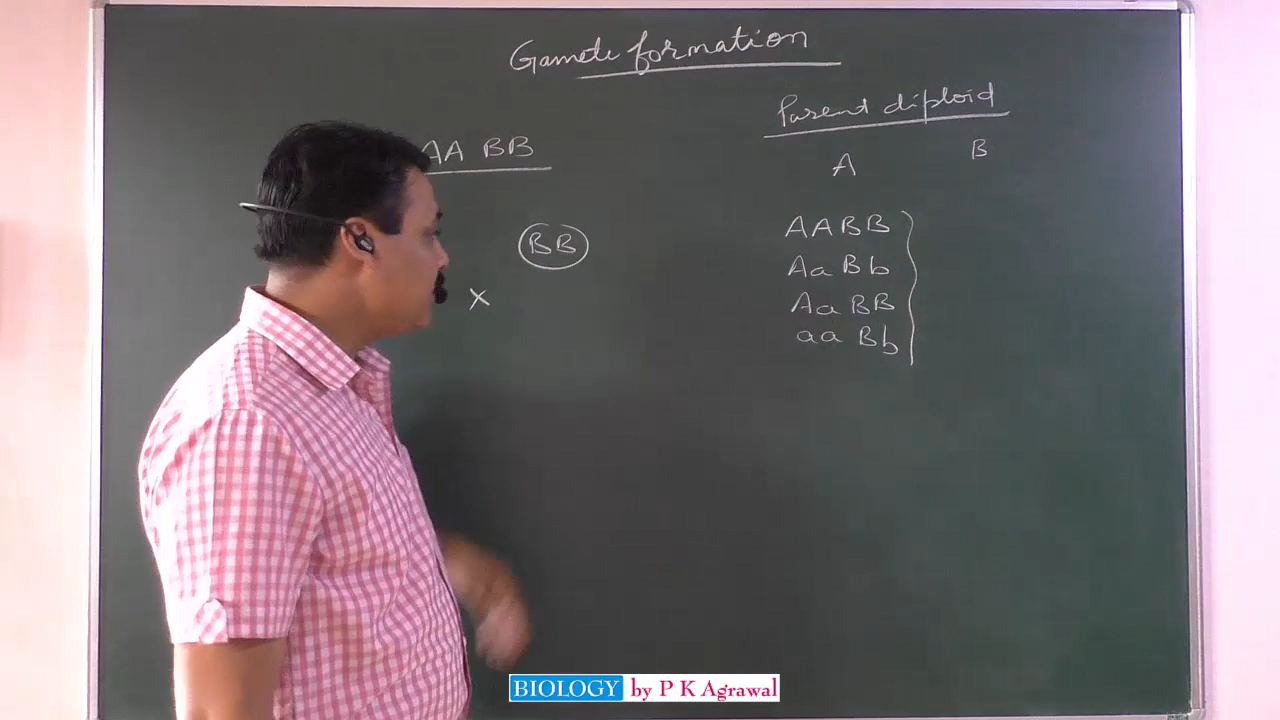 Gamete formation
Parent diploid
AA BB
A B
BB
x
AABB
AaBb
AaBB
aaBb
BIOLOGY by P K Agrawal